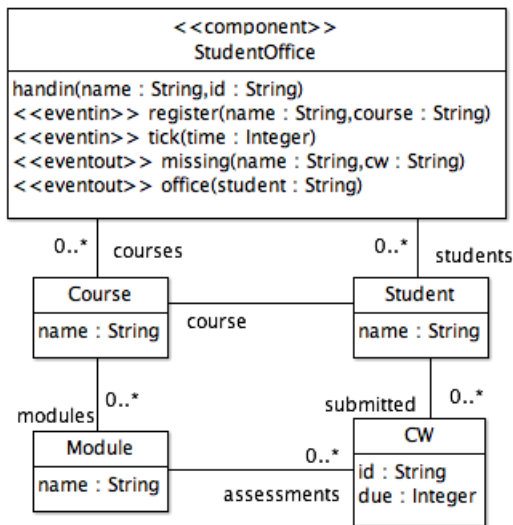 <<component>>
StudentOffice
handin(name : String,id : String)
<<eventin>> register(name : String,course : String)
<<eventin>> tick(time : Integer)
<<eventout>> missing(name : String,cw : String)
<<eventout>> office(student : String)
0..*
courses
0..*
students
Course
name : String
course
Student
name : String
modules
0..*
submitted
0..*
Module
name : String
0..*
assessments
CW
id : String
due : Integer